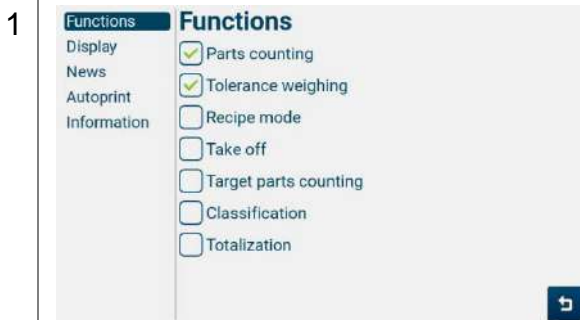 1
Functions
Display
News
Autoprint
Information
Functions
Parts counting
Tolerance weighing
Recipe mode
Take off
Target parts counting
Classification
Totalization